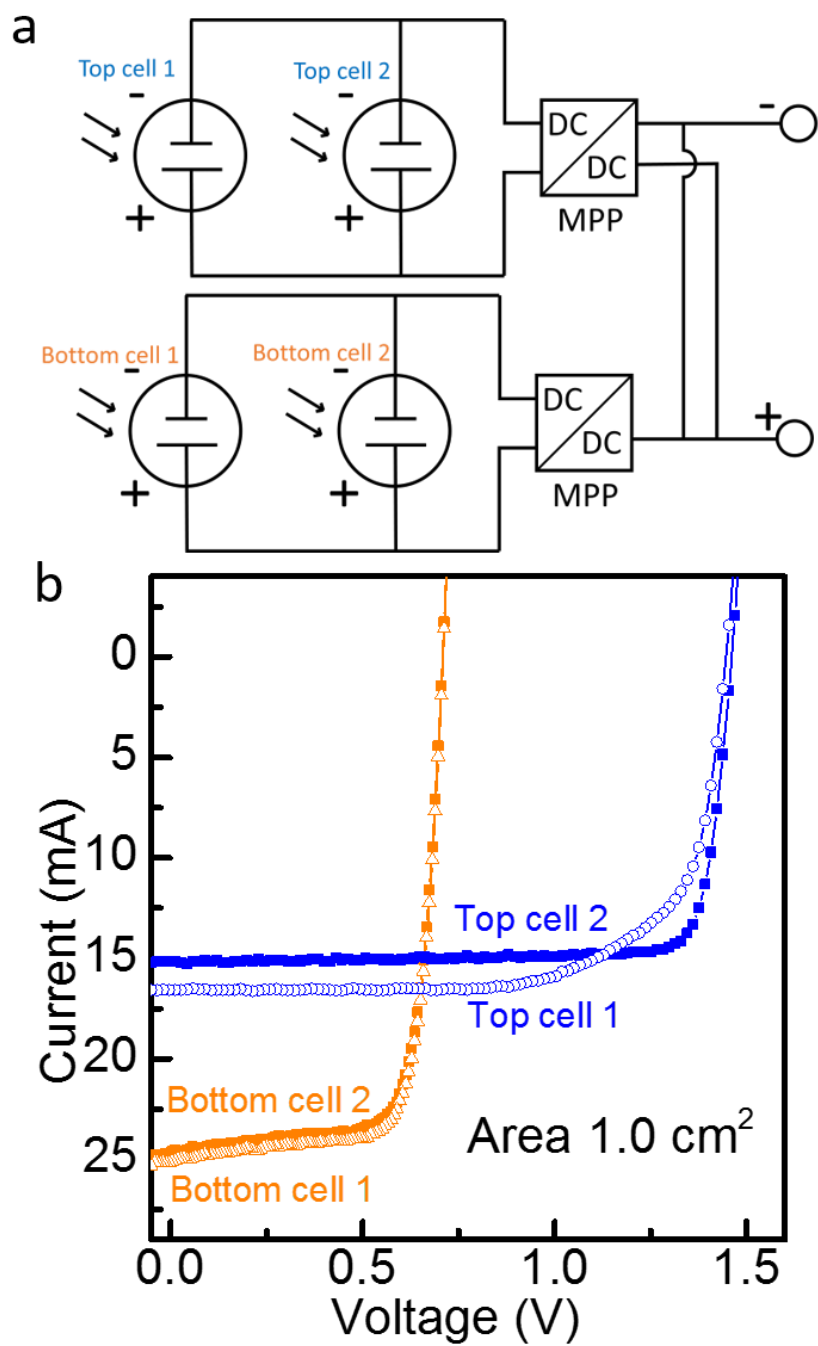 a
Top cell 1
Top cell 2
-
-
-
DC
DC
+
+
MPP
Bottom cell 1
Bottom cell 2
-
-
DC
DC
+
+
+
MPP
b
0
5
10
15
20
25
Current (mA)
Top cell 2
Top cell 1
Bottom cell 2
Bottom cell 1
Area 1.0 cm²
0.0
0.5
1.0
1.5
Voltage (V)